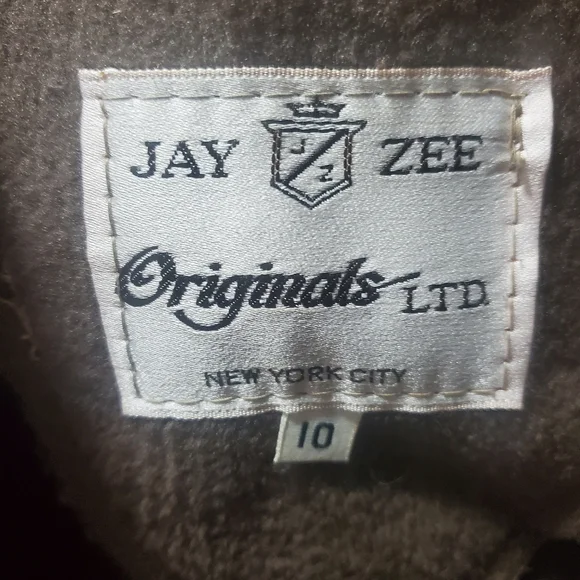 JAY J/Z ZEE
Originals LTD.
NEW YORK CITY
10